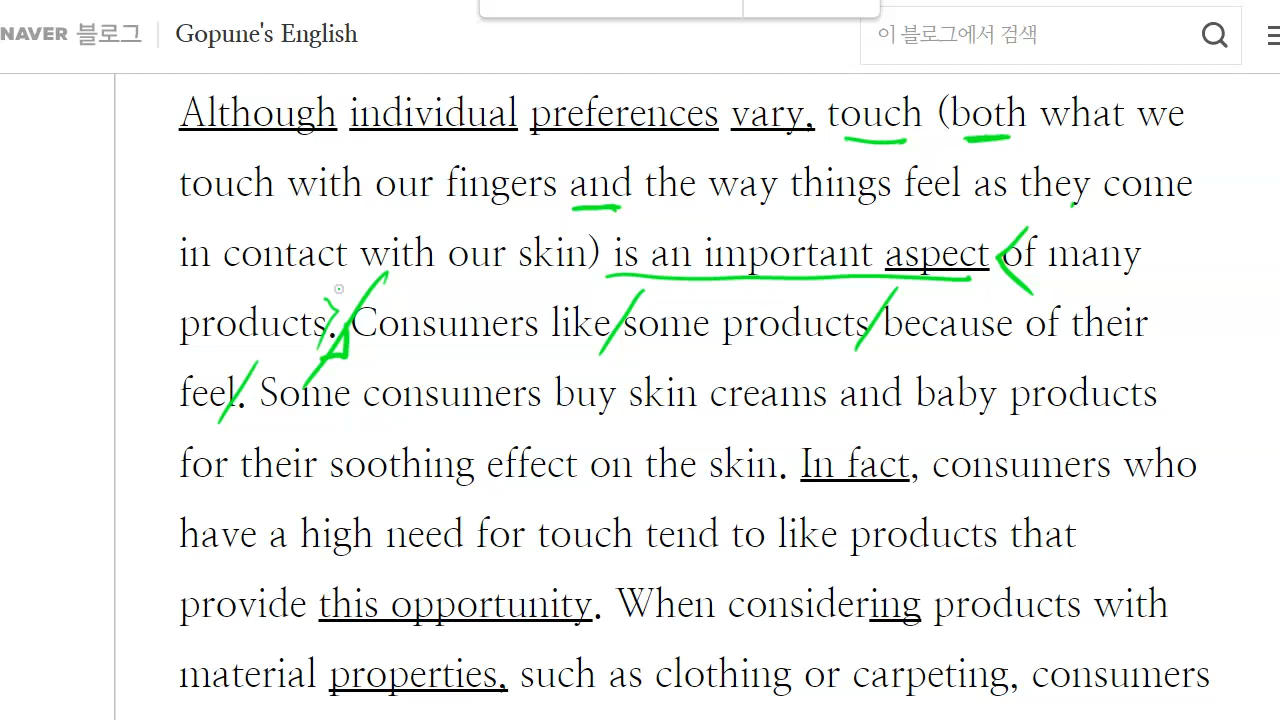 NAVER 블로그 Gopune's English 이 블로그에서 검색
Although individual preferences vary, touch (both what we
touch with our fingers and the way things feel as they come
in contact with our skin) is an important aspect of many
products. Consumers like some products because of their
feel. Some consumers buy skin creams and baby products
for their soothing effect on the skin. In fact, consumers who
have a high need for touch tend to like products that
provide this opportunity. When considering products with
material properties, such as clothing or carpeting, consumers